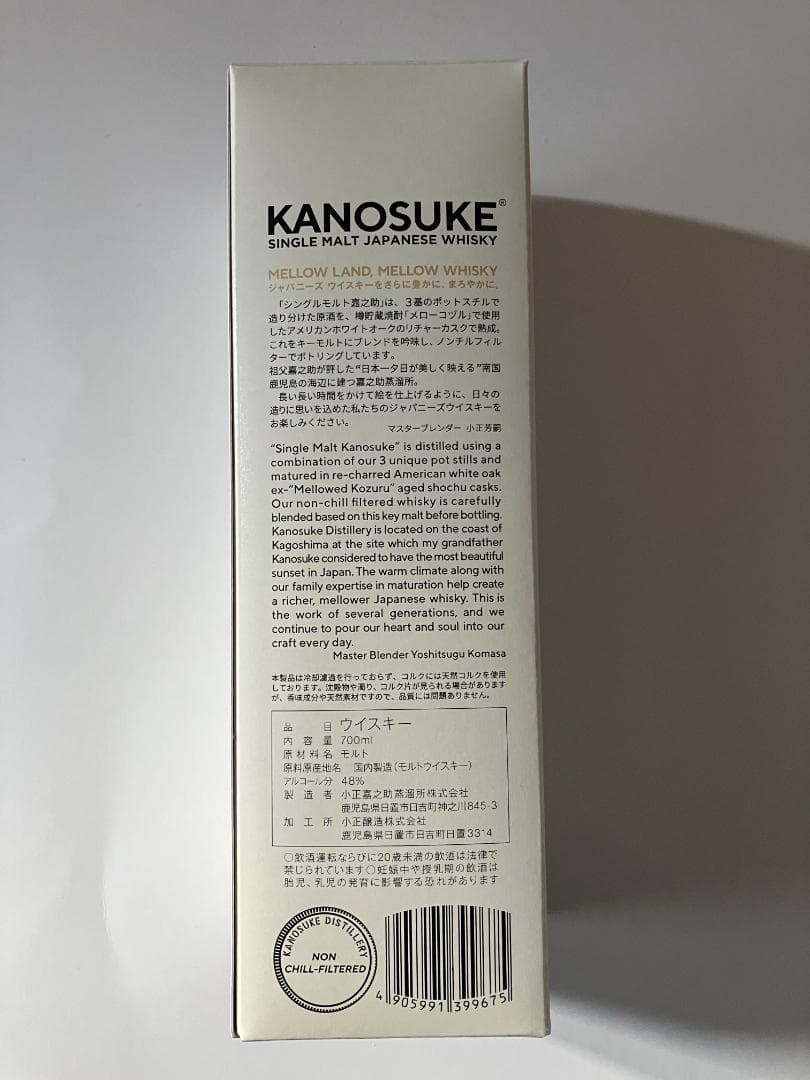 KANOSUKE®
SINGLE MALT JAPANESE WHISKY
MELLOW LAND, MELLOW WHISKY
ジャパニーズ ウイスキーをさらに豊かに、まろやかに。
「シングルモルト嘉之助」は、3基のポットスチルで
造り分けた原酒を、樽貯蔵焼酎「メローコヅル」で使用
したアメリカンホワイトオークのリチャーカスクで熟成。
これをキーモルトにブレンドを吟味し、ノンチルフィル
ターでボトリングしています。
祖父嘉之助が評した“日本一夕日が美しく映える”南国
鹿児島の海辺に建つ嘉之助蒸溜所。
長い長い時間をかけて絵を仕上げるように、日々の
造りに思いを込めた私たちのジャパニーズウイスキーを
お楽しみください。
マスターブレンダー 小正芳嗣
“Single Malt Kanosuke” is distilled using a
combination of our 3 unique pot stills and
matured in re-charred American white oak
ex-“Mellowed Kozuru” aged shochu casks.
Our non-chill filtered whisky is carefully
blended based on this key malt before bottling.
Kanosuke Distillery is located on the coast of
Kagoshima at the site which my grandfather
Kanosuke considered to have the most beautiful
sunset in Japan. The warm climate along with
our family expertise in maturation help create
a richer, mellower Japanese whisky. This is
the work of several generations, and we
continue to pour our heart and soul into our
craft every day.
Master Blender Yoshitsugu Komasa
本製品は冷却濾過を行っておらず、コルクには天然コルクを使用
しております。沈殿物や濁り、コルク片が見られる場合があります
が、香味成分や天然素材ですので、品質には問題ありません。
品目 ウイスキー
内容量 700ml
原材料名 モルト
原料原産地名 国内製造（モルトウイスキー）
アルコール分 48%
製造者 小正嘉之助蒸溜所株式会社
鹿児島県日置市日吉町神之川845-3
加工所 小正醸造株式会社
鹿児島県日置市日吉町日置3314
○飲酒運転ならびに20歳未満の飲酒は法律で
禁じられています○妊娠中や授乳期の飲酒は
胎児、乳児の発育に影響する恐れがあります
KANOSUKE DISTILLERY
NON
CHILL-FILTERED
4 905991 399675